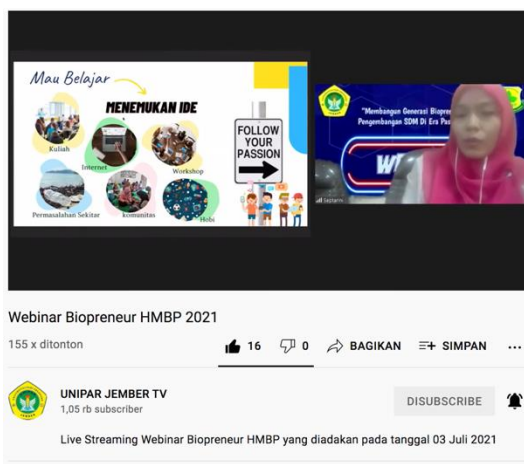 Mau Belajar
MENEMUKAN IDE
Kuliah
Internet
Workshop
Permasalahan Sekitar
komunitas
Hobi
FOLLOW
YOUR
PASSION
"Membangun Generasi
Pengembangan SDM Di Era
Webinar Biopreneur HMBP 2021
155 x ditonton
16
0
BAGIKAN
SIMPAN
UNIPAR JEMBER TV
1,05 rb subscriber
DISUBSCRIBE
Live Streaming Webinar Biopreneur HMBP yang diadakan pada tanggal 03 Juli 2021